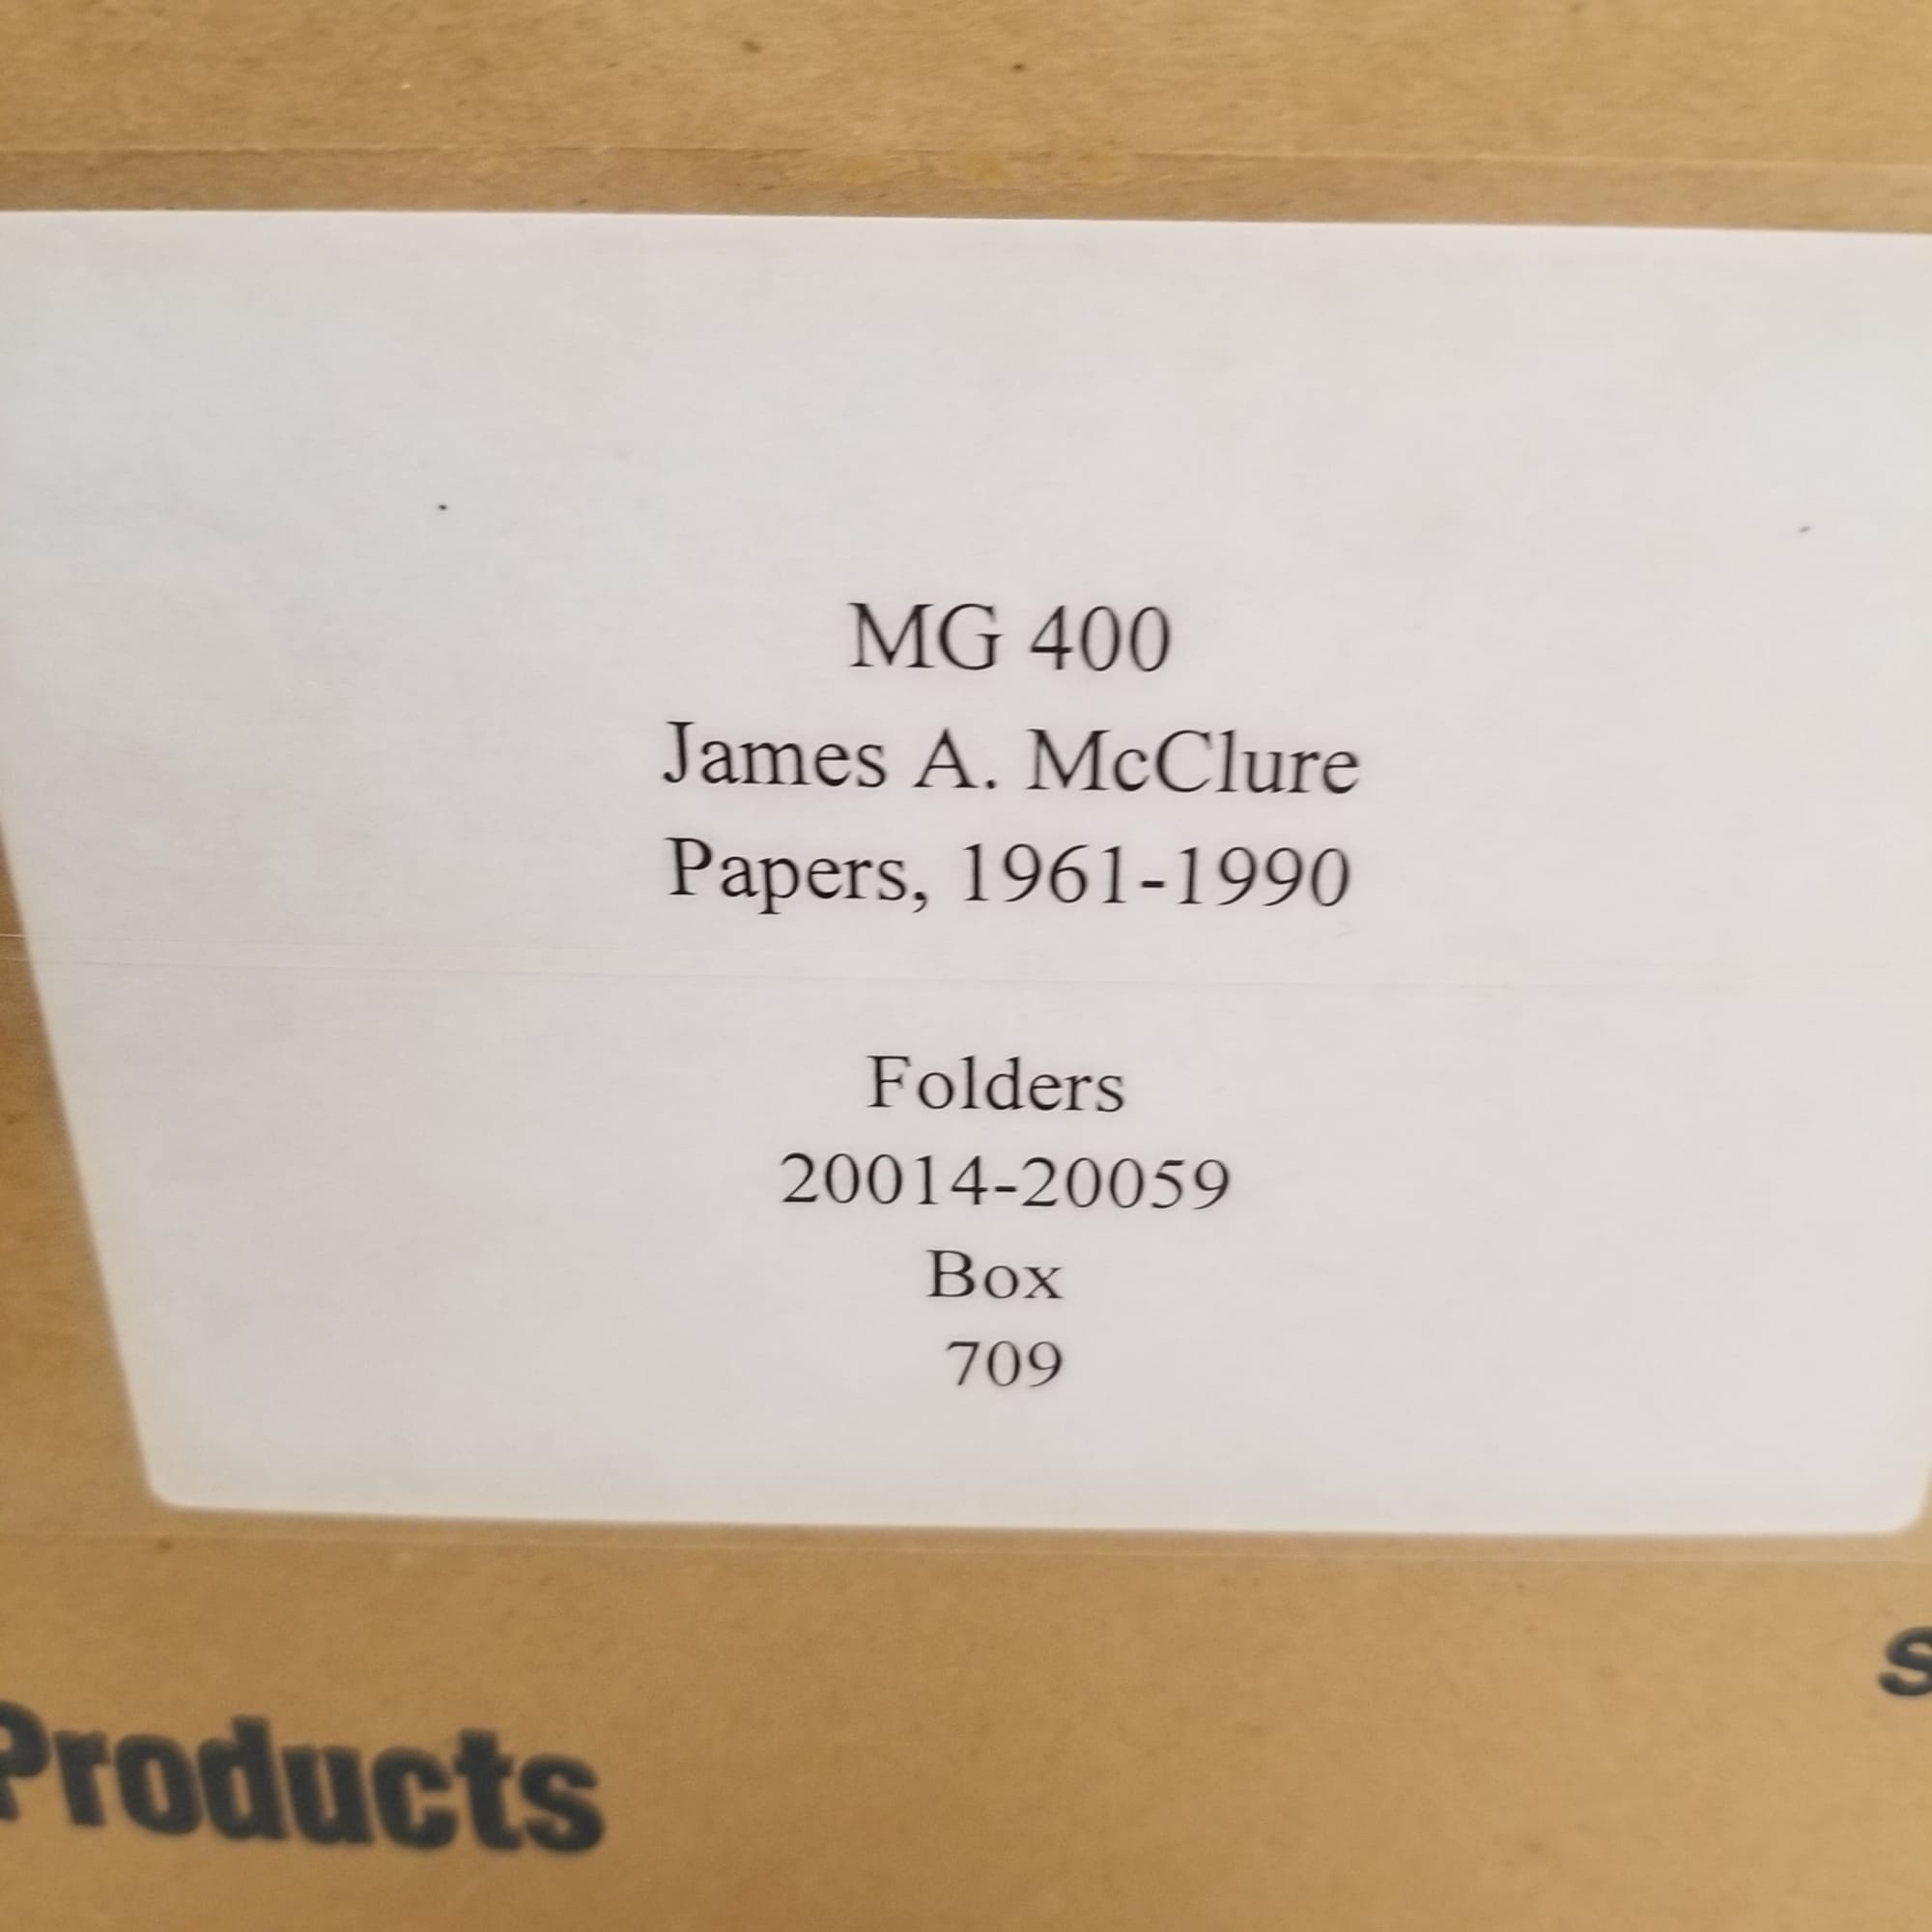 MG 400
James A. McClure
Papers, 1961-1990
Folders
20014-20059
Box
709
Products